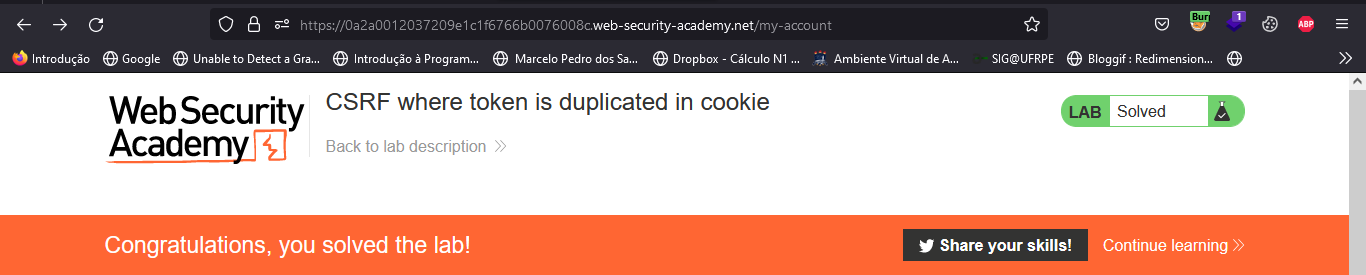 https://0a2a0012037209e1c1f6766b0076008c.web-security-academy.net/my-account
Burr
1
ABP
Introdução
Google
Unable to Detect a Gra...
Introdução à Program...
Marcelo Pedro dos Sa...
Dropbox - Cálculo N1 ...
Ambiente Virtual de A...
SIG@UFRPE
Bloggif : Redimension...
Web Security
Academy
CSRF where token is duplicated in cookie
Back to lab description
LAB
Solved
Congratulations, you solved the lab!
Share your skills!
Continue learning